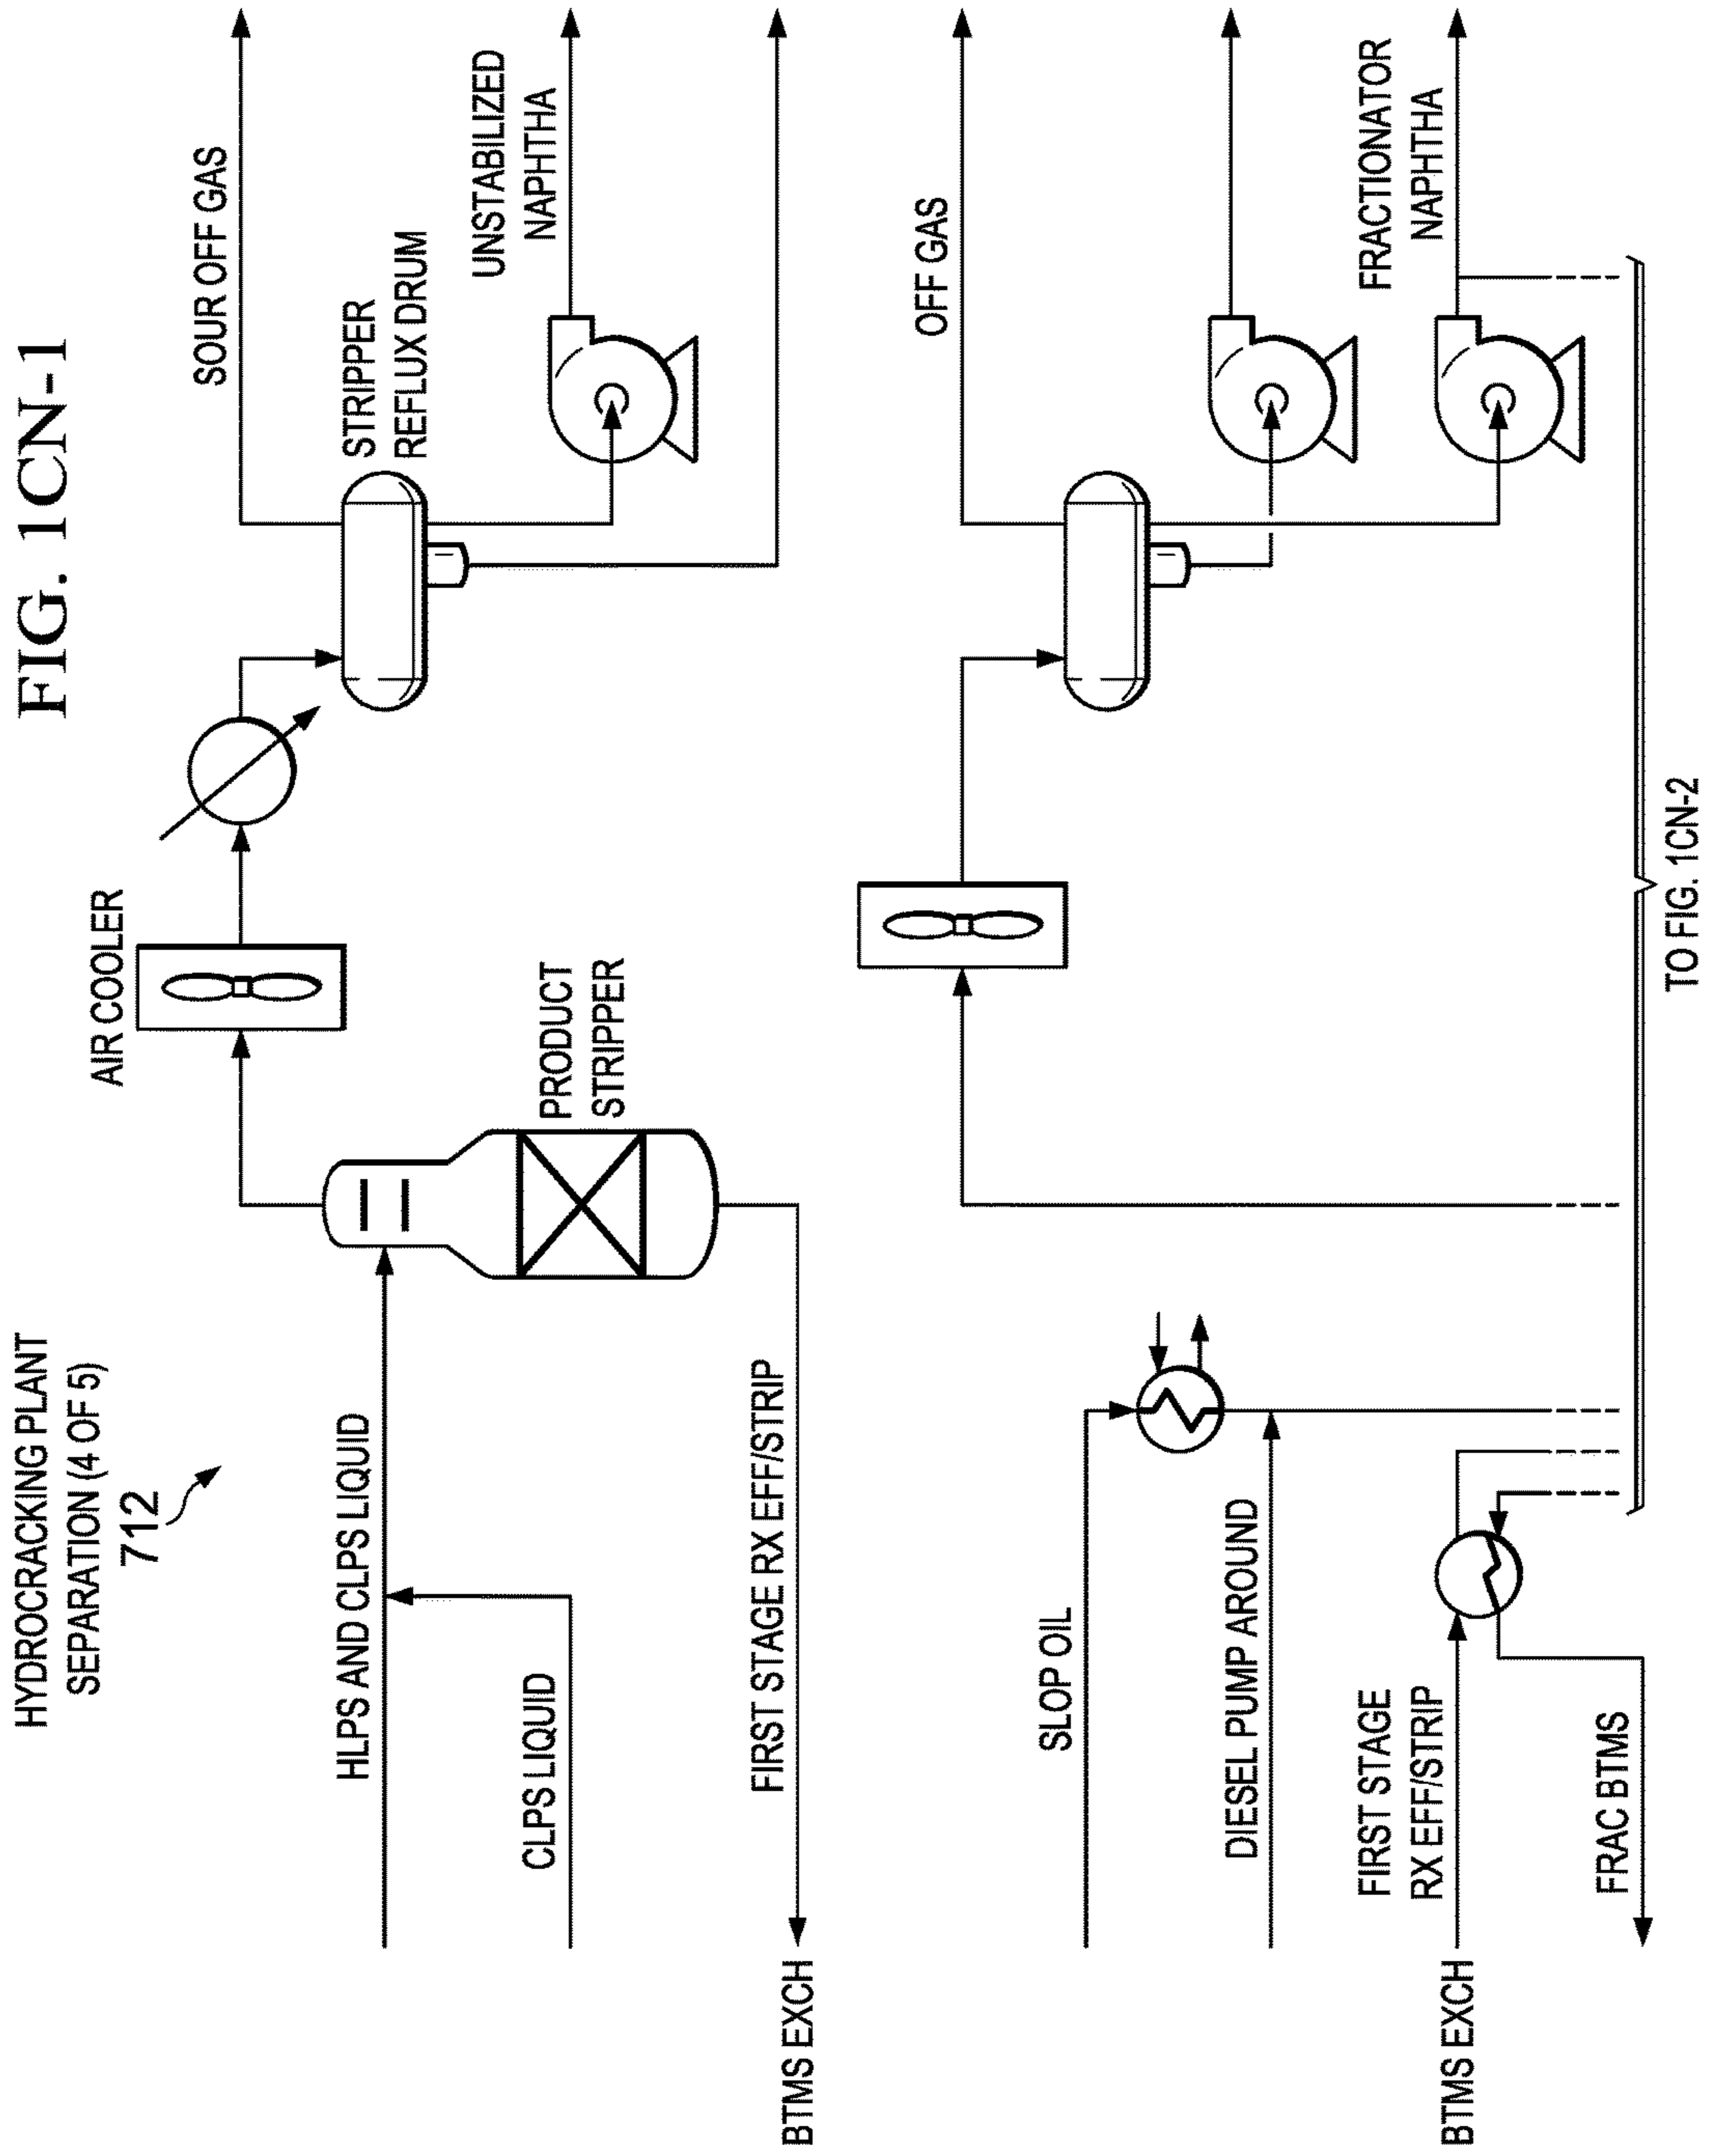 FIG. 1CN-1
HYDROCRACKING PLANT
SEPARATION (4 OF 5)
712
AIR COOLER
SOUR OFF GAS
HLPS AND CLPS LIQUID
STRIPPER
REFLUX DRUM
UNSTABILIZED
NAPHTHA
CLPS LIQUID
PRODUCT
STRIPPER
FIRST STAGE RX EFF/STRIP
BTMS EXCH
OFF GAS
SLOP OIL
DIESEL PUMP AROUND
FIRST STAGE
RX EFF/STRIP
BTMS EXCH
FRACTIONATOR
NAPHTHA
FRAC BTMS
TO FIG. 1CN-2